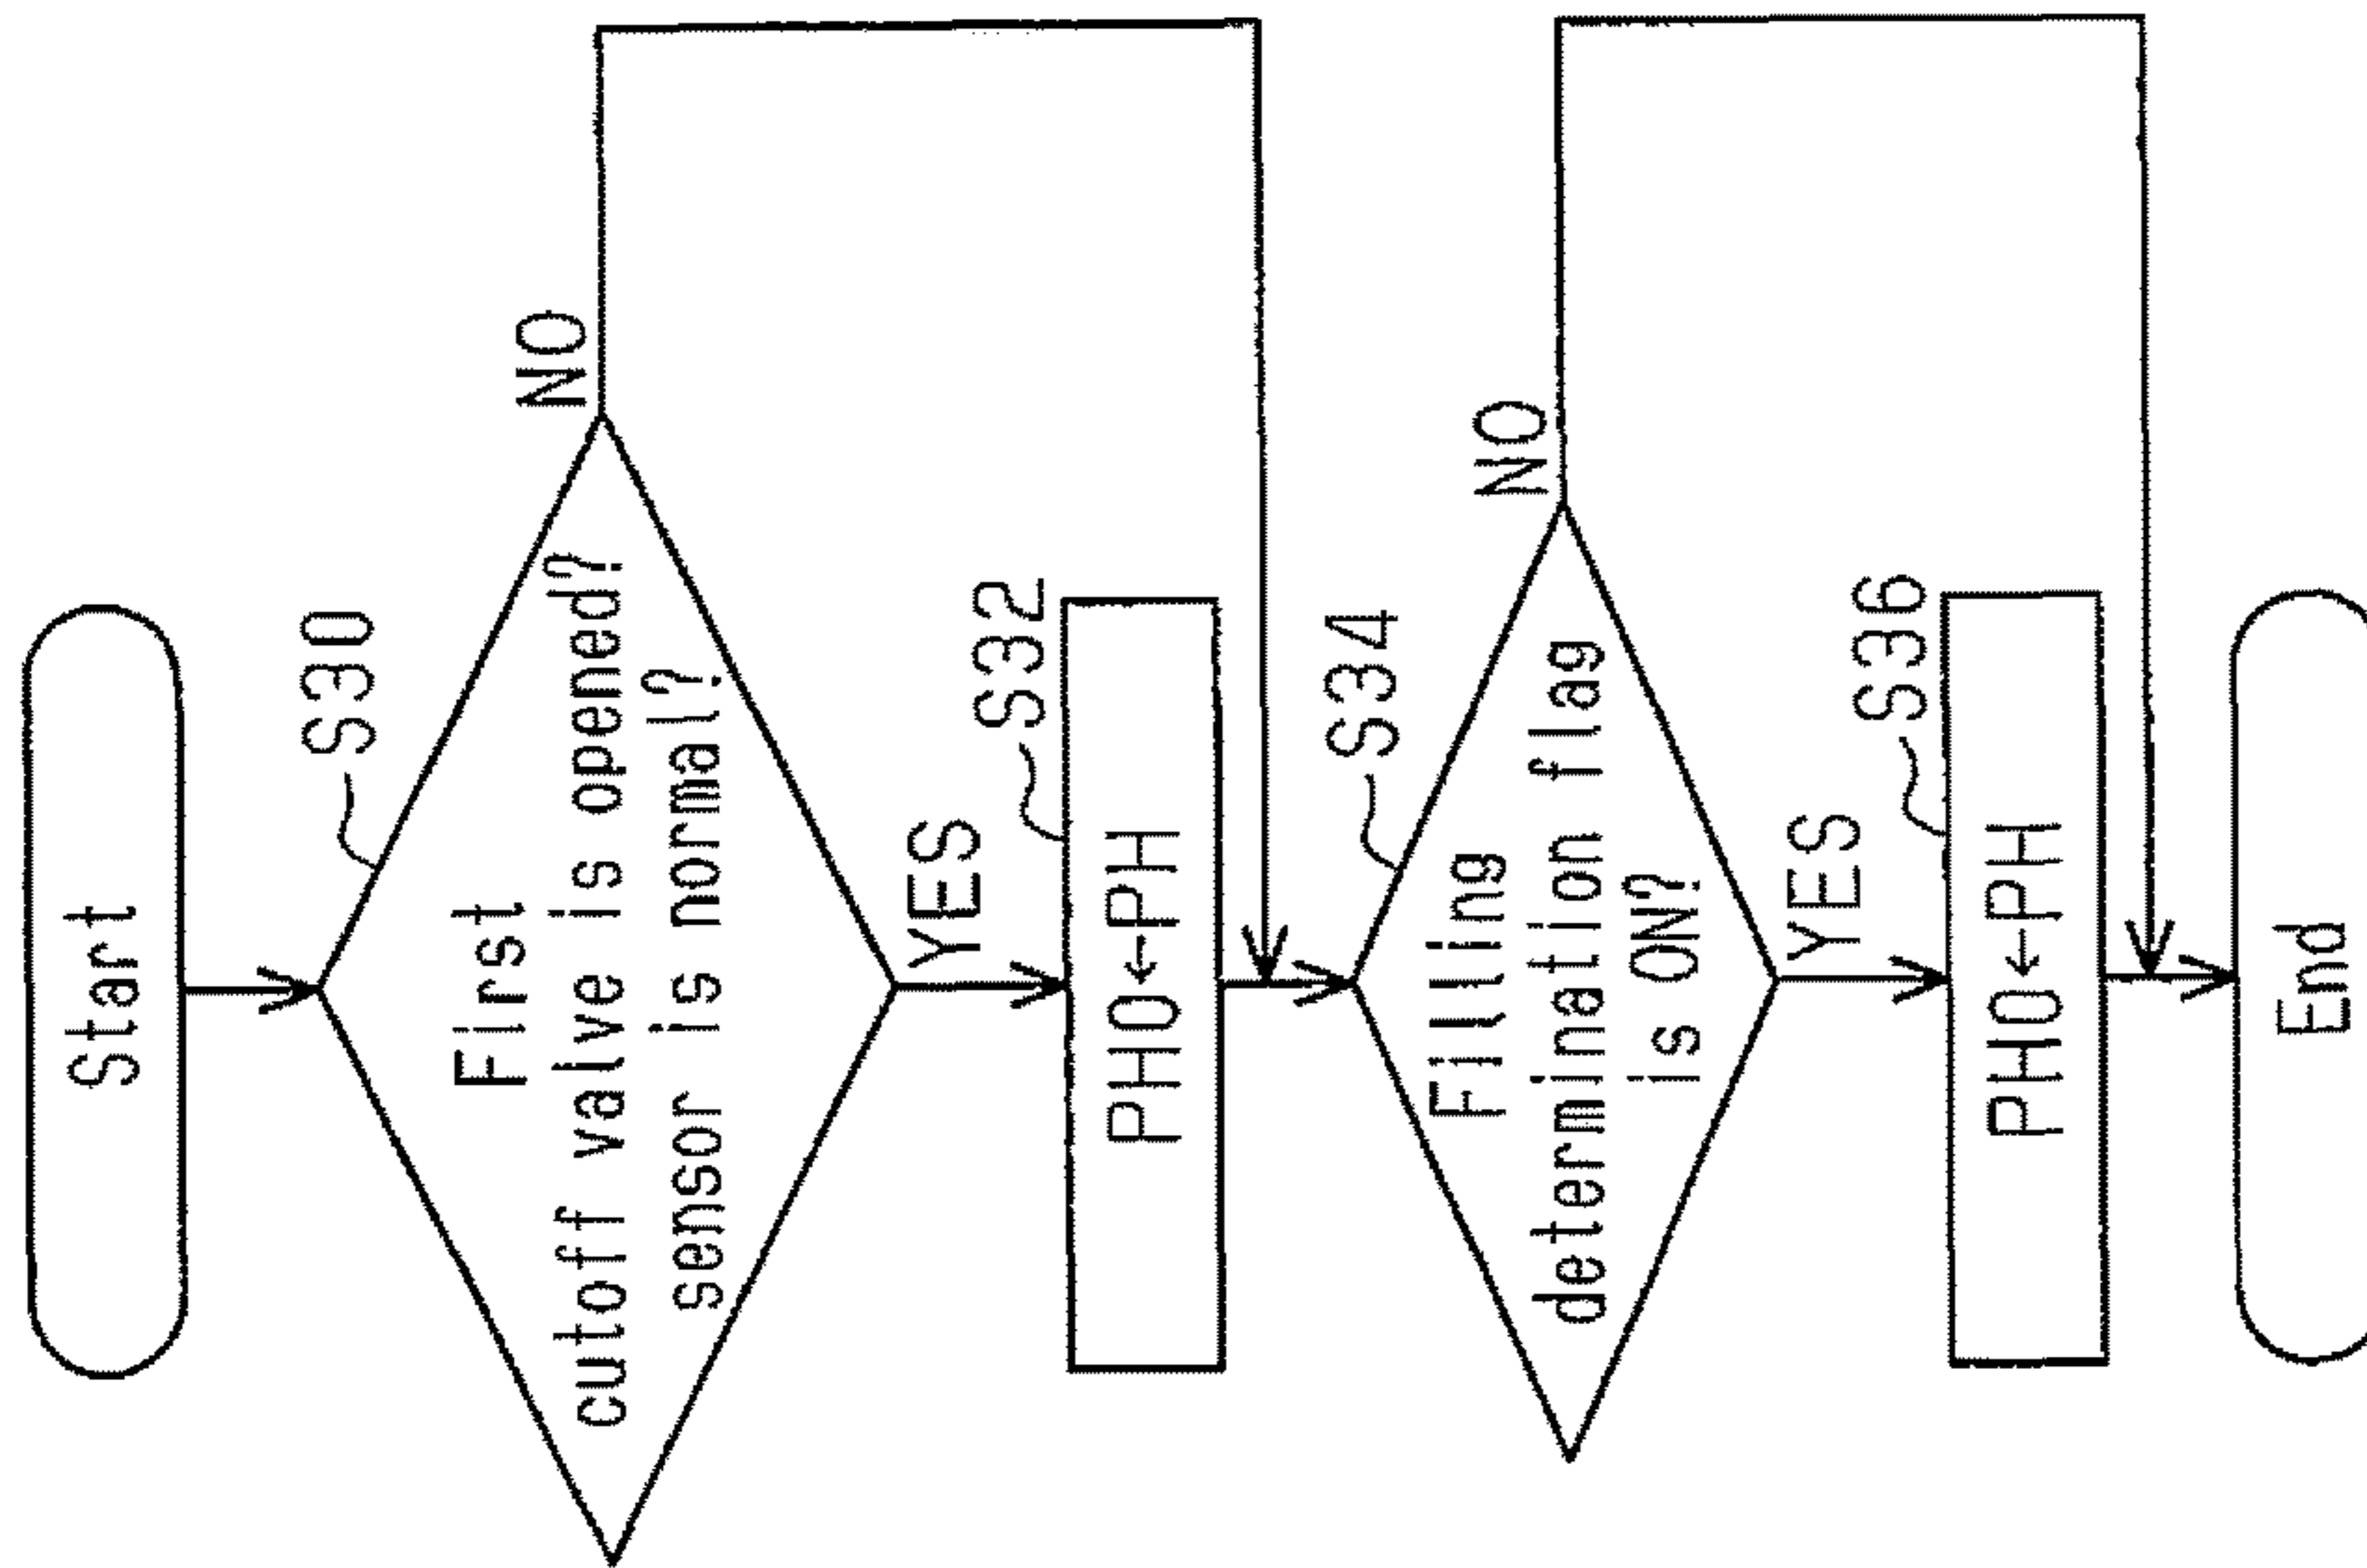 Start
S30
First
cutoff valve is opened?
sensor is normal?
NO
YES
S32
PH0←PH
S34
Filling
determination flag
is ON?
NO
YES
S36
PH0←PH
End